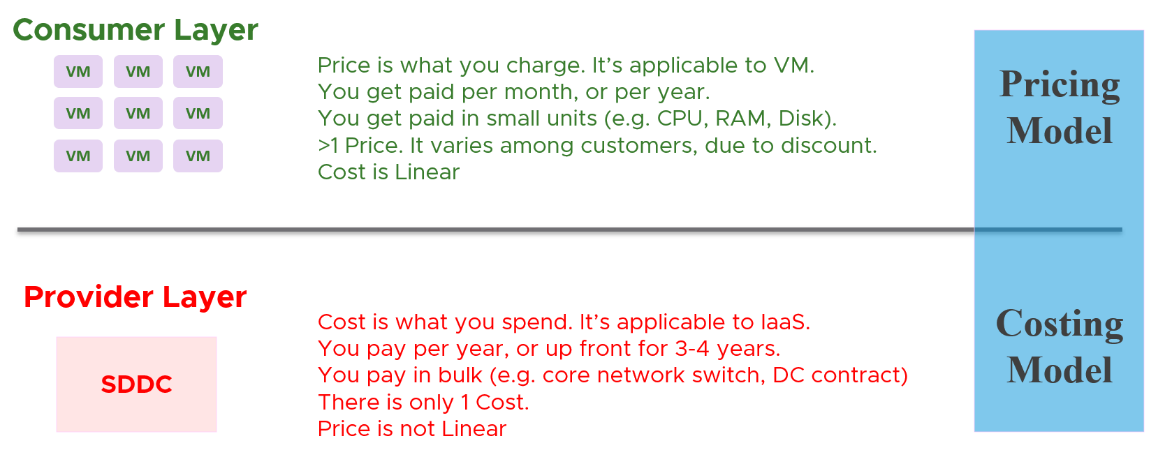 Consumer Layer
VM VM VM
VM VM VM
VM VM VM
Price is what you charge. It’s applicable to VM.
You get paid per month, or per year.
You get paid in small units (e.g. CPU, RAM, Disk).
>1 Price. It varies among customers, due to discount.
Cost is Linear
Pricing
Model
Provider Layer
SDDC
Cost is what you spend. It’s applicable to IaaS.
You pay per year, or up front for 3-4 years.
You pay in bulk (e.g. core network switch, DC contract)
There is only 1 Cost.
Price is not Linear
Costing
Model